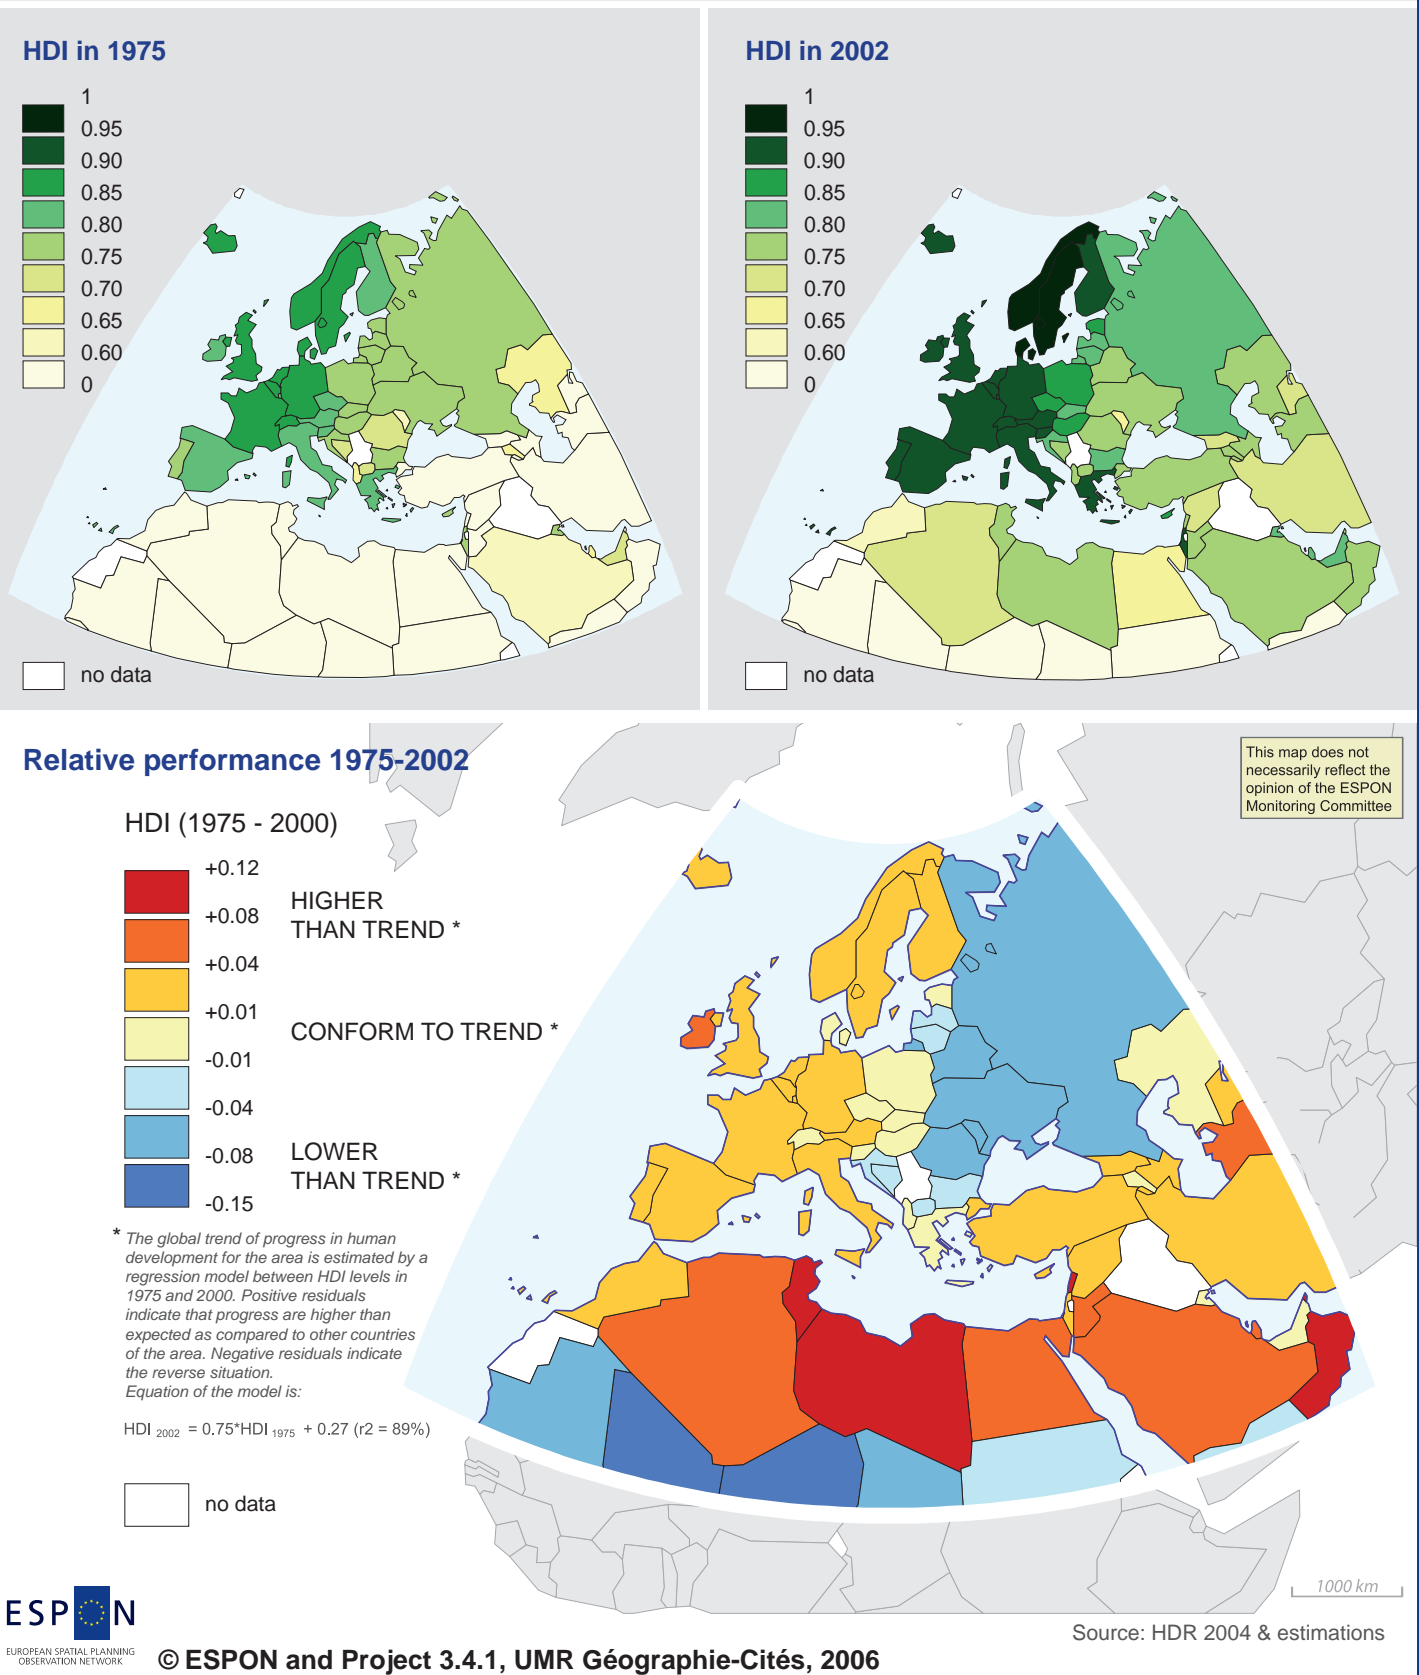 HDI in 1975
1
0.95
0.90
0.85
0.80
0.75
0.70
0.65
0.60
0
no data
HDI in 2002
1
0.95
0.90
0.85
0.80
0.75
0.70
0.65
0.60
0
no data
Relative performance 1975-2002
This map does not
necessarily reflect the
opinion of the ESPON
Monitoring Committee
HDI (1975 - 2000)
+0.12
+0.08
+0.04
+0.01
-0.01
-0.04
-0.08
-0.15
HIGHER
THAN TREND *
CONFORM TO TREND *
LOWER
THAN TREND *
* The global trend of progress in human
development for the area is estimated by a
regression model between HDI levels in
1975 and 2000. Positive residuals
indicate that progress are higher than
expected as compared to other countries
of the area. Negative residuals indicate
the reverse situation.
Equation of the model is:
HDI 2002 = 0.75*HDI 1975 + 0.27 (r2 = 89%)
no data
1000 km
ESPON
EUROPEAN SPATIAL PLANNING
OBSERVATION NETWORK
Source: HDR 2004 & estimations
© ESPON and Project 3.4.1, UMR Géographie-Cités, 2006